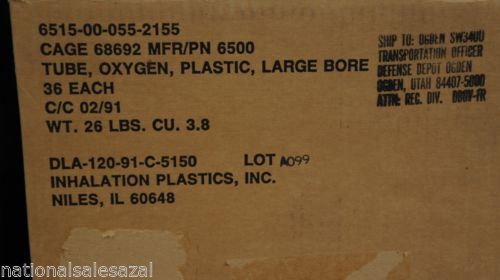 6515-00-055-2155
CAGE 68692 MFR/PN 6500
TUBE, OXYGEN, PLASTIC, LARGE BORE
36 EACH
C/C 02/91
WT. 26 LBS. CU. 3.8
SHIP TO: OGDEN SW3400
TRANSPORTATION OFFICER
DEFENSE DEPOT OGDEN
OGDEN, UTAH 84407-5000
ATTN: REC. DIV. DDOV-FR
DLA-120-91-C-5150 LOT A099
INHALATION PLASTICS, INC.
NILES, IL 60648
nationalsalesazal